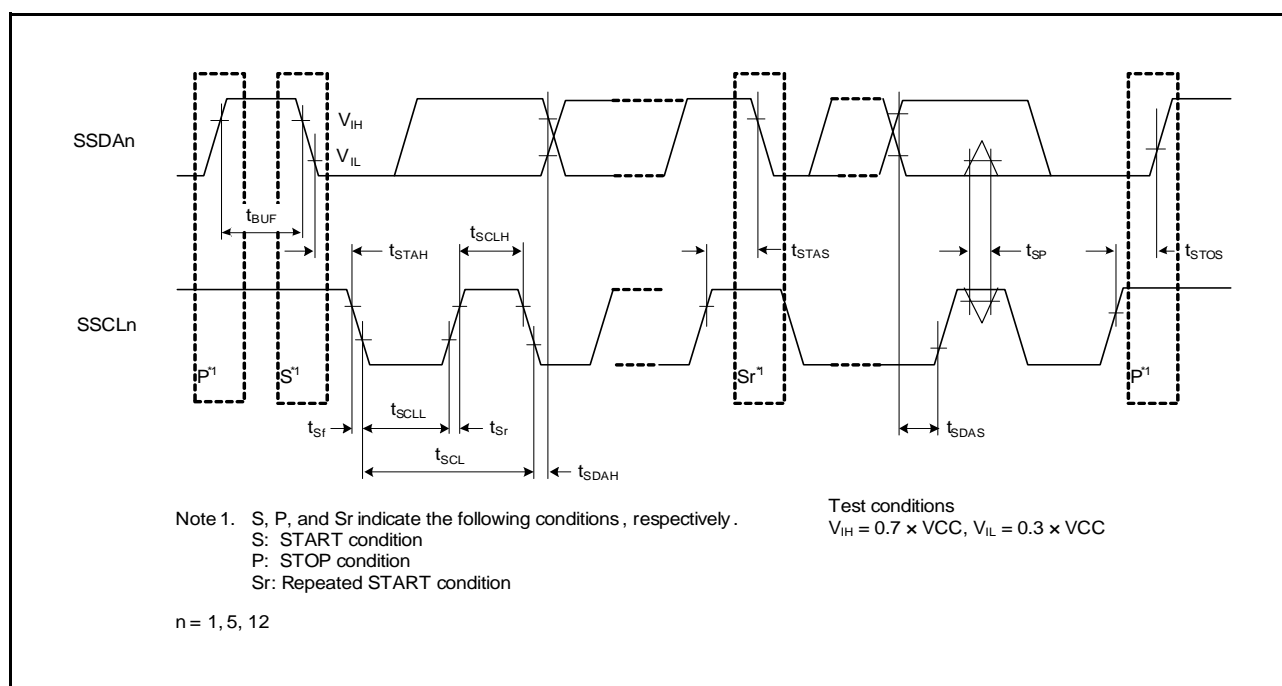 SSDAn
VIH
VIL
tBUF
tSTAH
tSCLH
tSTAS
tSP
tSTOS
SSCLn
P*1
S*1
Sr*1
P*1
tSf
tSCLL
tSr
tSCL
tSDAH
tSDAS
Note 1. S, P, and Sr indicate the following conditions, respectively.
S: START condition
P: STOP condition
Sr: Repeated START condition
n = 1, 5, 12
Test conditions
VIH = 0.7 × VCC, VIL = 0.3 × VCC